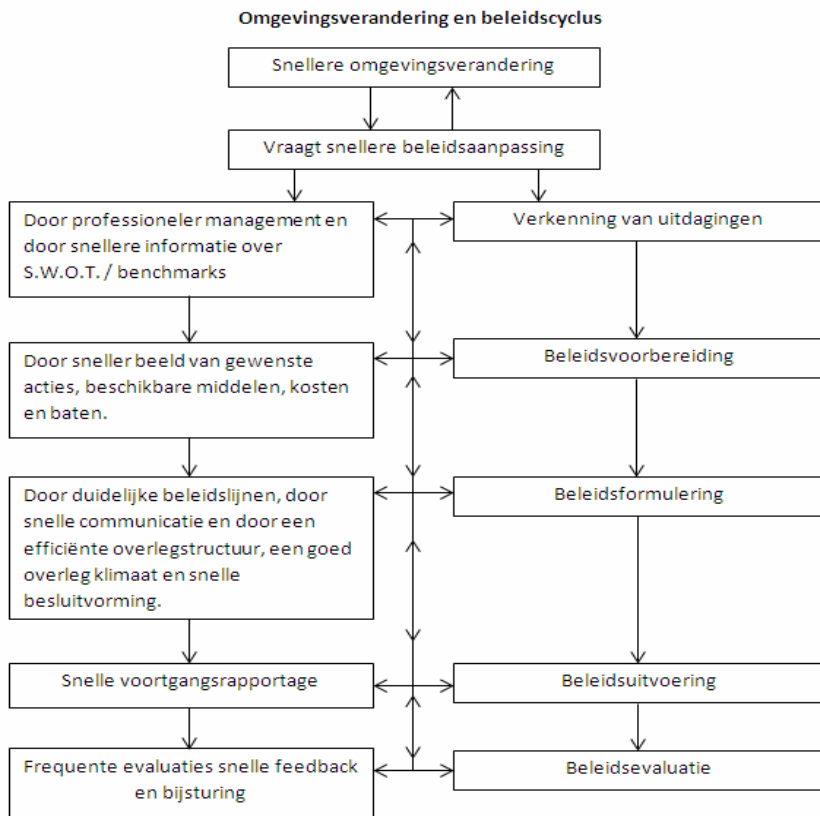 Omgevingsverandering en beleidscyclus
Snellere omgevingsverandering
Vraagt snellere beleidsaanpassing
Door professioneler management en
door snellere informatie over
S.W.O.T. / benchmarks
Verkenning van uitdagingen
Door sneller beeld van gewenste
acties, beschikbare middelen, kosten
en baten.
Beleidsvoorbereiding
Door duidelijke beleidslijnen, door
snelle communicatie en door een
efficiënte overlegstructuur, een goed
overleg klimaat en snelle
besluitvorming.
Beleidsformulering
Snelle voortgangsrapportage
Beleidsuitvoering
Frequente evaluaties snelle feedback
en bijsturing
Beleidsevaluatie